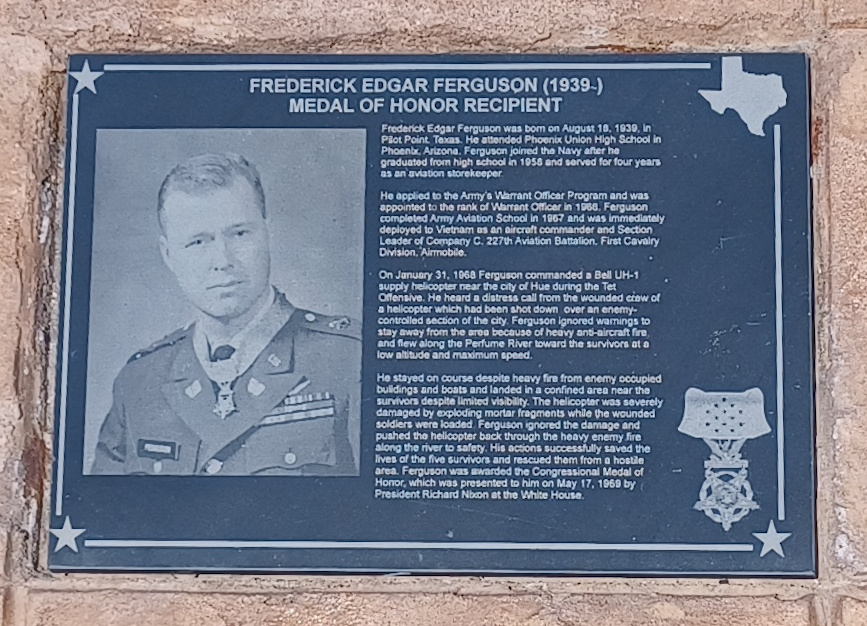 FREDERICK EDGAR FERGUSON (1939-)
MEDAL OF HONOR RECIPIENT
Frederick Edgar Ferguson was born on August 18, 1939, in
Pilot Point, Texas. He attended Phoenix Union High School in
Phoenix, Arizona. Ferguson joined the Navy after he
graduated from high school in 1958 and served for four years
as an aviation storekeeper.
He applied to the Army's Warrant Officer Program and was
appointed to the rank of Warrant Officer in 1966. Ferguson
completed Army Aviation School in 1967 and was immediately
deployed to Vietnam as an aircraft commander and Section
Leader of Company C, 227th Aviation Battalion, First Cavalry
Division, Airmobile.
On January 31, 1968 Ferguson commanded a Bell UH-1
supply helicopter near the city of Hue during the Tet
Offensive. He heard a distress call from the wounded crew of
a helicopter which had been shot down over an enemy-
controlled section of the city. Ferguson ignored warnings to
stay away from the area because of heavy anti-aircraft fire,
and flew along the Perfume River toward the survivors at a
low altitude and maximum speed.
He stayed on course despite heavy fire from enemy occupied
buildings and boats and landed in a confined area near the
survivors despite limited visibility. The helicopter was severely
damaged by exploding mortar fragments while the wounded
soldiers were loaded. Ferguson ignored the damage and
pushed the helicopter back through the heavy enemy fire
along the river to safety. His actions successfully saved the
lives of the five survivors and rescued them from a hostile
area. Ferguson was awarded the Congressional Medal of
Honor, which was presented to him on May 17, 1969 by
President Richard Nixon at the White House.